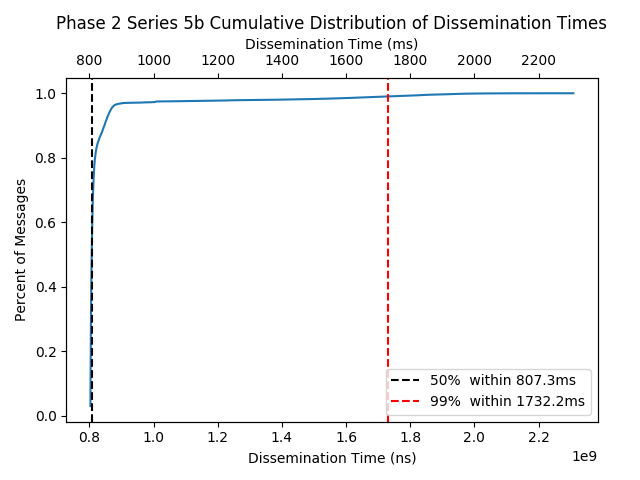 Phase 2 Series 5b Cumulative Distribution of Dissemination Times
Dissemination Time (ms)
800 1000 1200 1400 1600 1800 2000 2200
1.0
0.8
0.6
0.4
0.2
0.0
Percent of Messages
50%  within 807.3ms
99%  within 1732.2ms
0.8 1.0 1.2 1.4 1.6 1.8 2.0 2.2
Dissemination Time (ns)
1e9